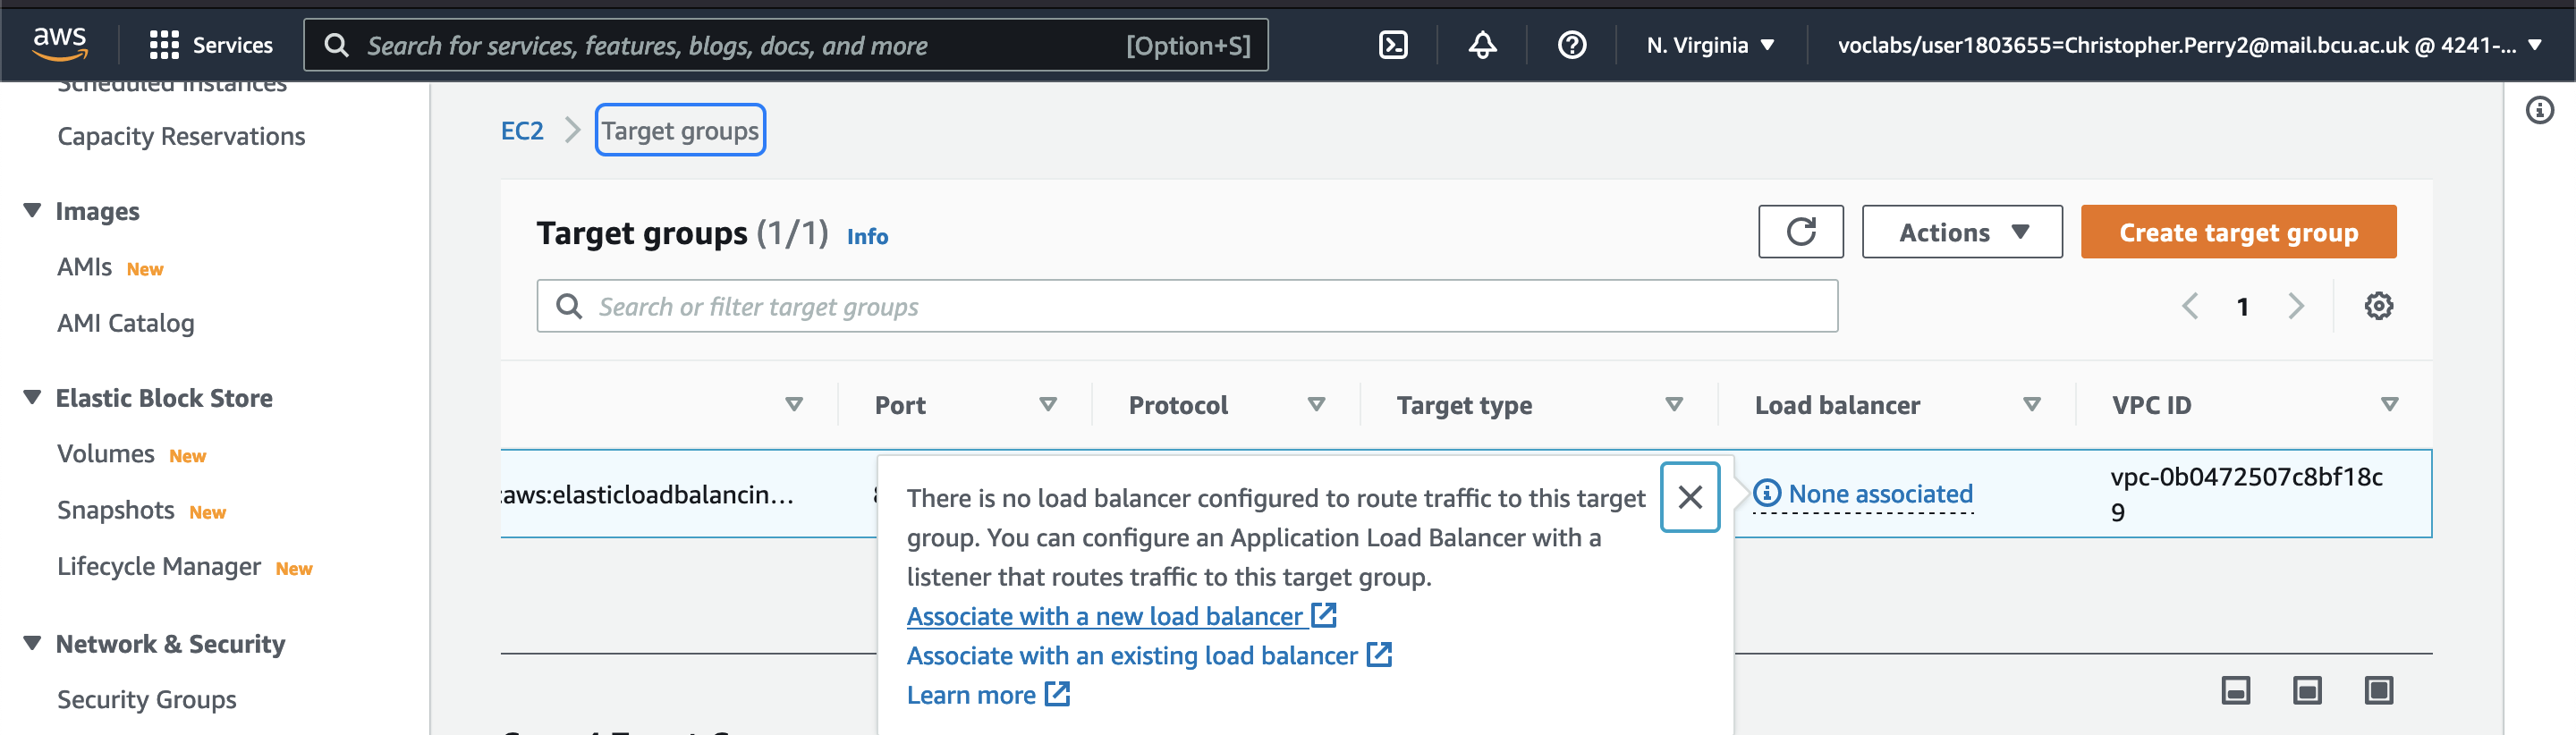 aws
Services
Search for services, features, blogs, docs, and more
[Option+S]
N. Virginia
voclabs/user1803655=Christopher.Perry2@mail.bcu.ac.uk @ 4241-...
Scheduled Instances
Capacity Reservations
Images
AMIs New
AMI Catalog
Elastic Block Store
Volumes New
Snapshots New
Lifecycle Manager New
Network & Security
Security Groups
EC2
Target groups
Target groups (1/1) Info
Actions
Create target group
Search or filter target groups
1
Port
Protocol
Target type
Load balancer
VPC ID
:aws:elasticloadbalancin...
There is no load balancer configured to route traffic to this target
group. You can configure an Application Load Balancer with a
listener that routes traffic to this target group.
Associate with a new load balancer
Associate with an existing load balancer
Learn more
None associated
vpc-0b0472507c8bf18c
9